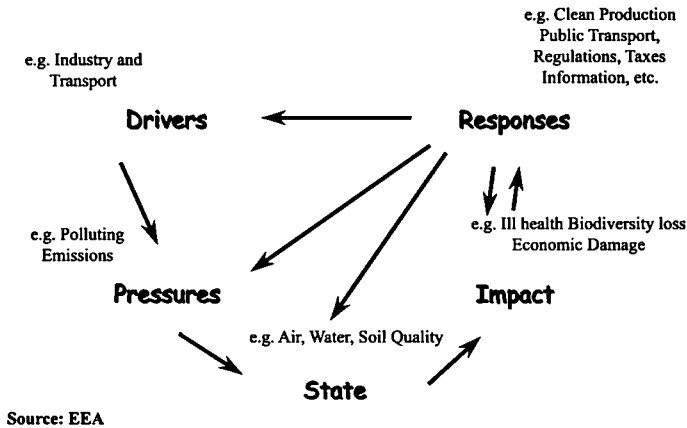 e.g. Clean Production
Public Transport,
Regulations, Taxes
Information, etc.
e.g. Industry and
Transport
Drivers
Responses
e.g. Polluting
Emissions
e.g. Ill health Biodiversity loss
Economic Damage
Pressures
Impact
e.g. Air, Water, Soil Quality
State
Source: EEA